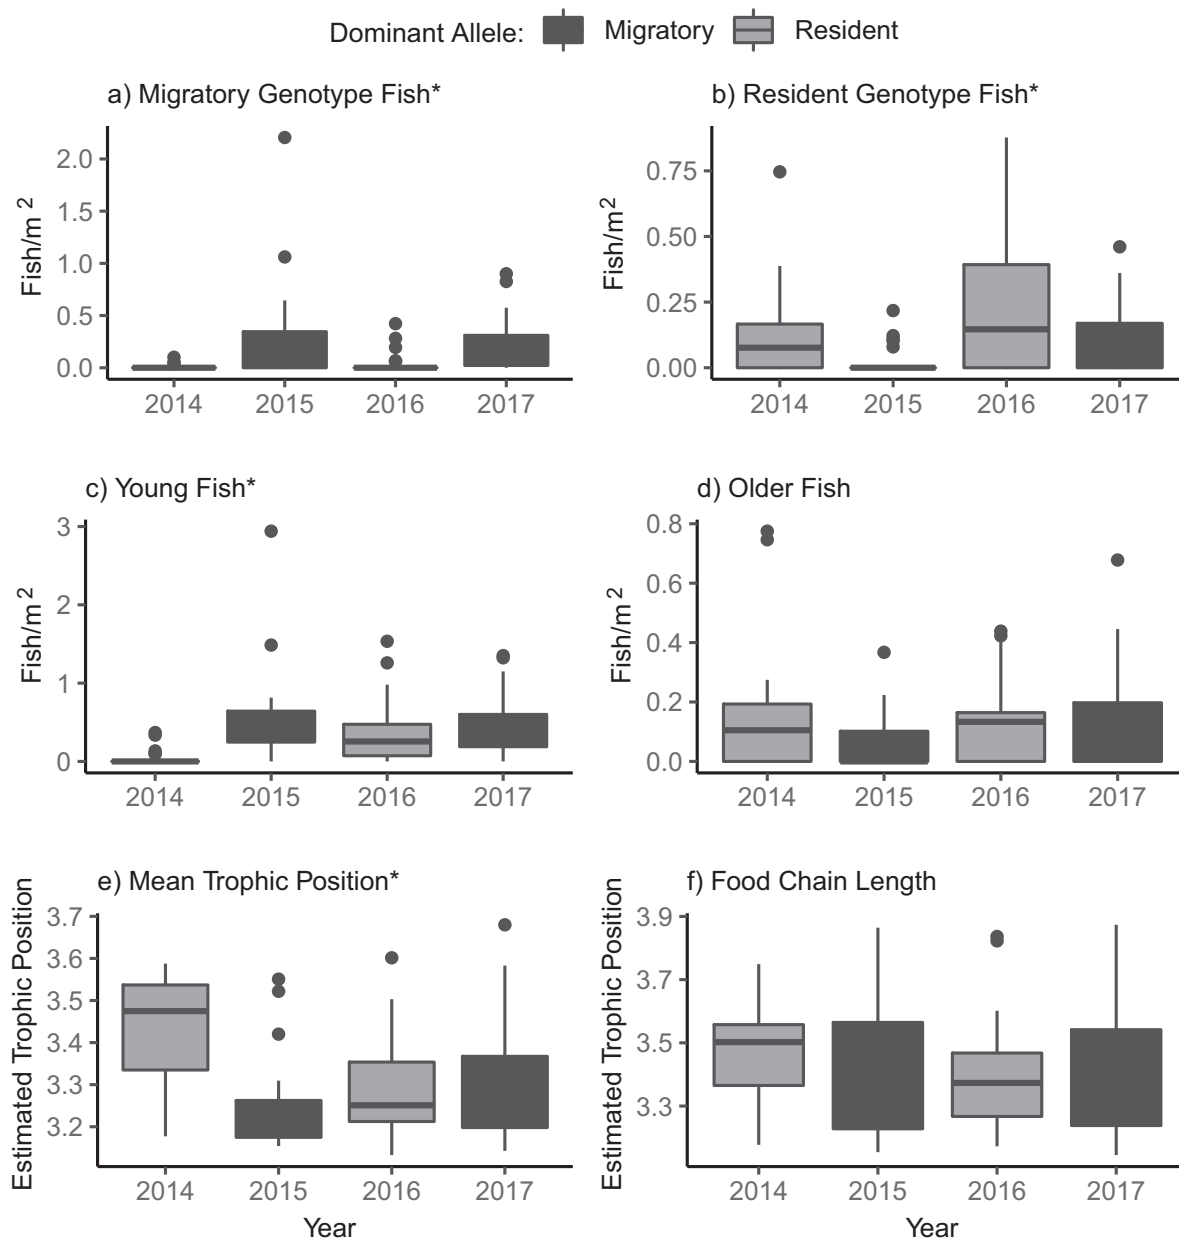 Dominant Allele: Migratory Resident
a) Migratory Genotype Fish*
Fish/m²
2.0
1.5
1.0
0.5
0.0
2014 2015 2016 2017
b) Resident Genotype Fish*
Fish/m²
0.75
0.50
0.25
0.00
2014 2015 2016 2017
c) Young Fish*
Fish/m²
3
2
1
0
2014 2015 2016 2017
d) Older Fish
Fish/m²
0.8
0.6
0.4
0.2
0.0
2014 2015 2016 2017
e) Mean Trophic Position*
Estimated Trophic Position
3.7
3.6
3.5
3.4
3.3
3.2
2014 2015 2016 2017
Year
f) Food Chain Length
Estimated Trophic Position
3.9
3.7
3.5
3.3
2014 2015 2016 2017
Year